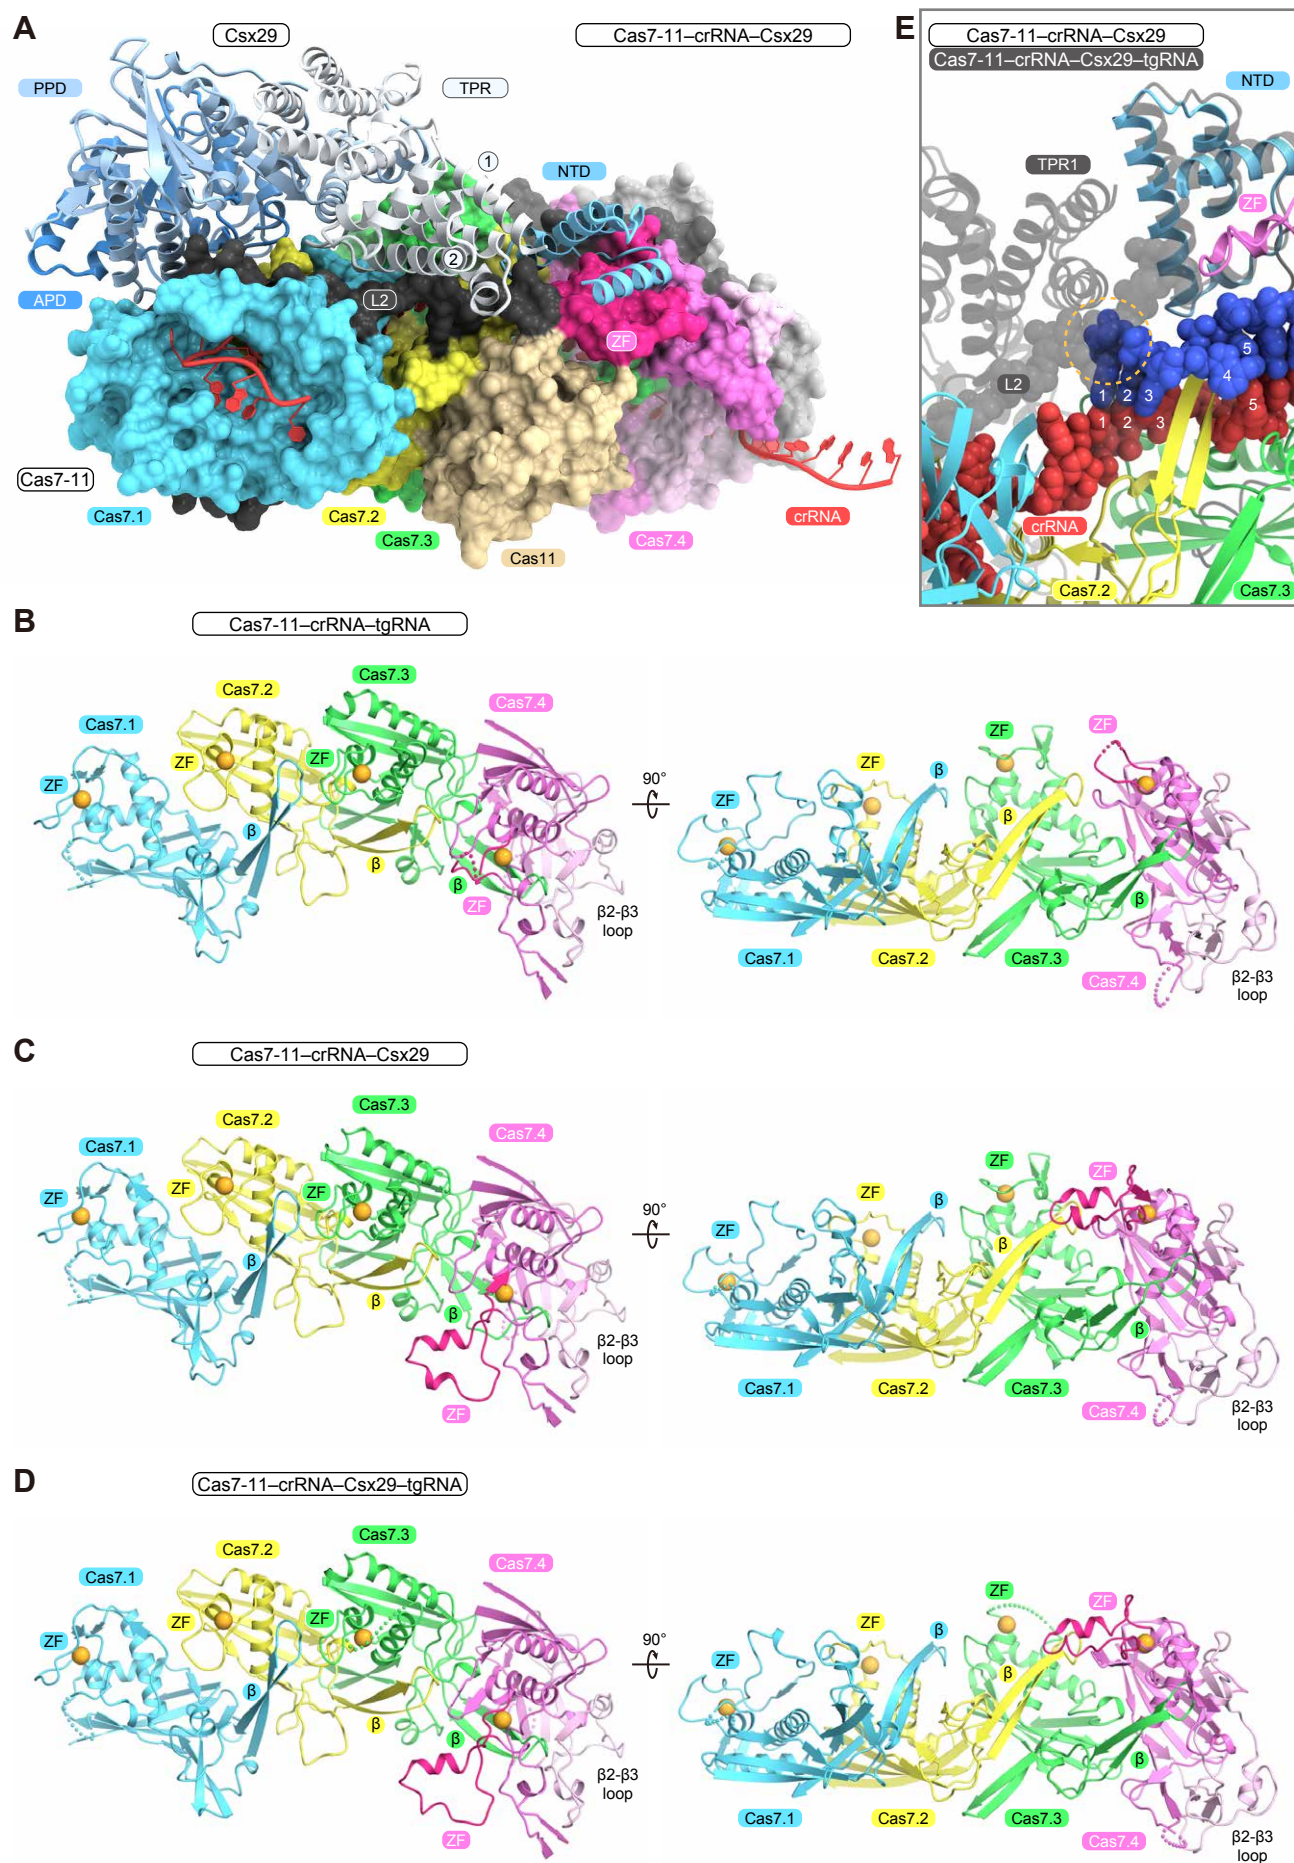 A
Csx29
Cas7-11–crRNA–Csx29
PPD
TPR
1
NTD
2
APD
L2
ZF
Cas7-11
Cas7.1
Cas7.2
Cas7.3
Cas11
Cas7.4
crRNA
E
Cas7-11–crRNA–Csx29
Cas7-11–crRNA–Csx29–tgRNA
NTD
TPR1
ZF
L2
5
4
1 2 3
1 2 3 5
crRNA
Cas7.2
Cas7.3
B
Cas7-11–crRNA–tgRNA
Cas7.1
Cas7.2
Cas7.3
Cas7.4
ZF
ZF
ZF
β
β
β
ZF
β2-β3
loop
90°
ZF
ZF
β
ZF
ZF
β
β
Cas7.1
Cas7.2
Cas7.3
Cas7.4
β2-β3
loop
C
Cas7-11–crRNA–Csx29
Cas7.1
Cas7.2
Cas7.3
Cas7.4
ZF
ZF
ZF
β
β
β
ZF
β2-β3
loop
90°
ZF
ZF
β
ZF
ZF
β
β
Cas7.1
Cas7.2
Cas7.3
Cas7.4
β2-β3
loop
D
Cas7-11–crRNA–Csx29–tgRNA
Cas7.1
Cas7.2
Cas7.3
Cas7.4
ZF
ZF
ZF
β
β
β
ZF
β2-β3
loop
90°
ZF
ZF
β
ZF
ZF
β
β
Cas7.1
Cas7.2
Cas7.3
Cas7.4
β2-β3
loop